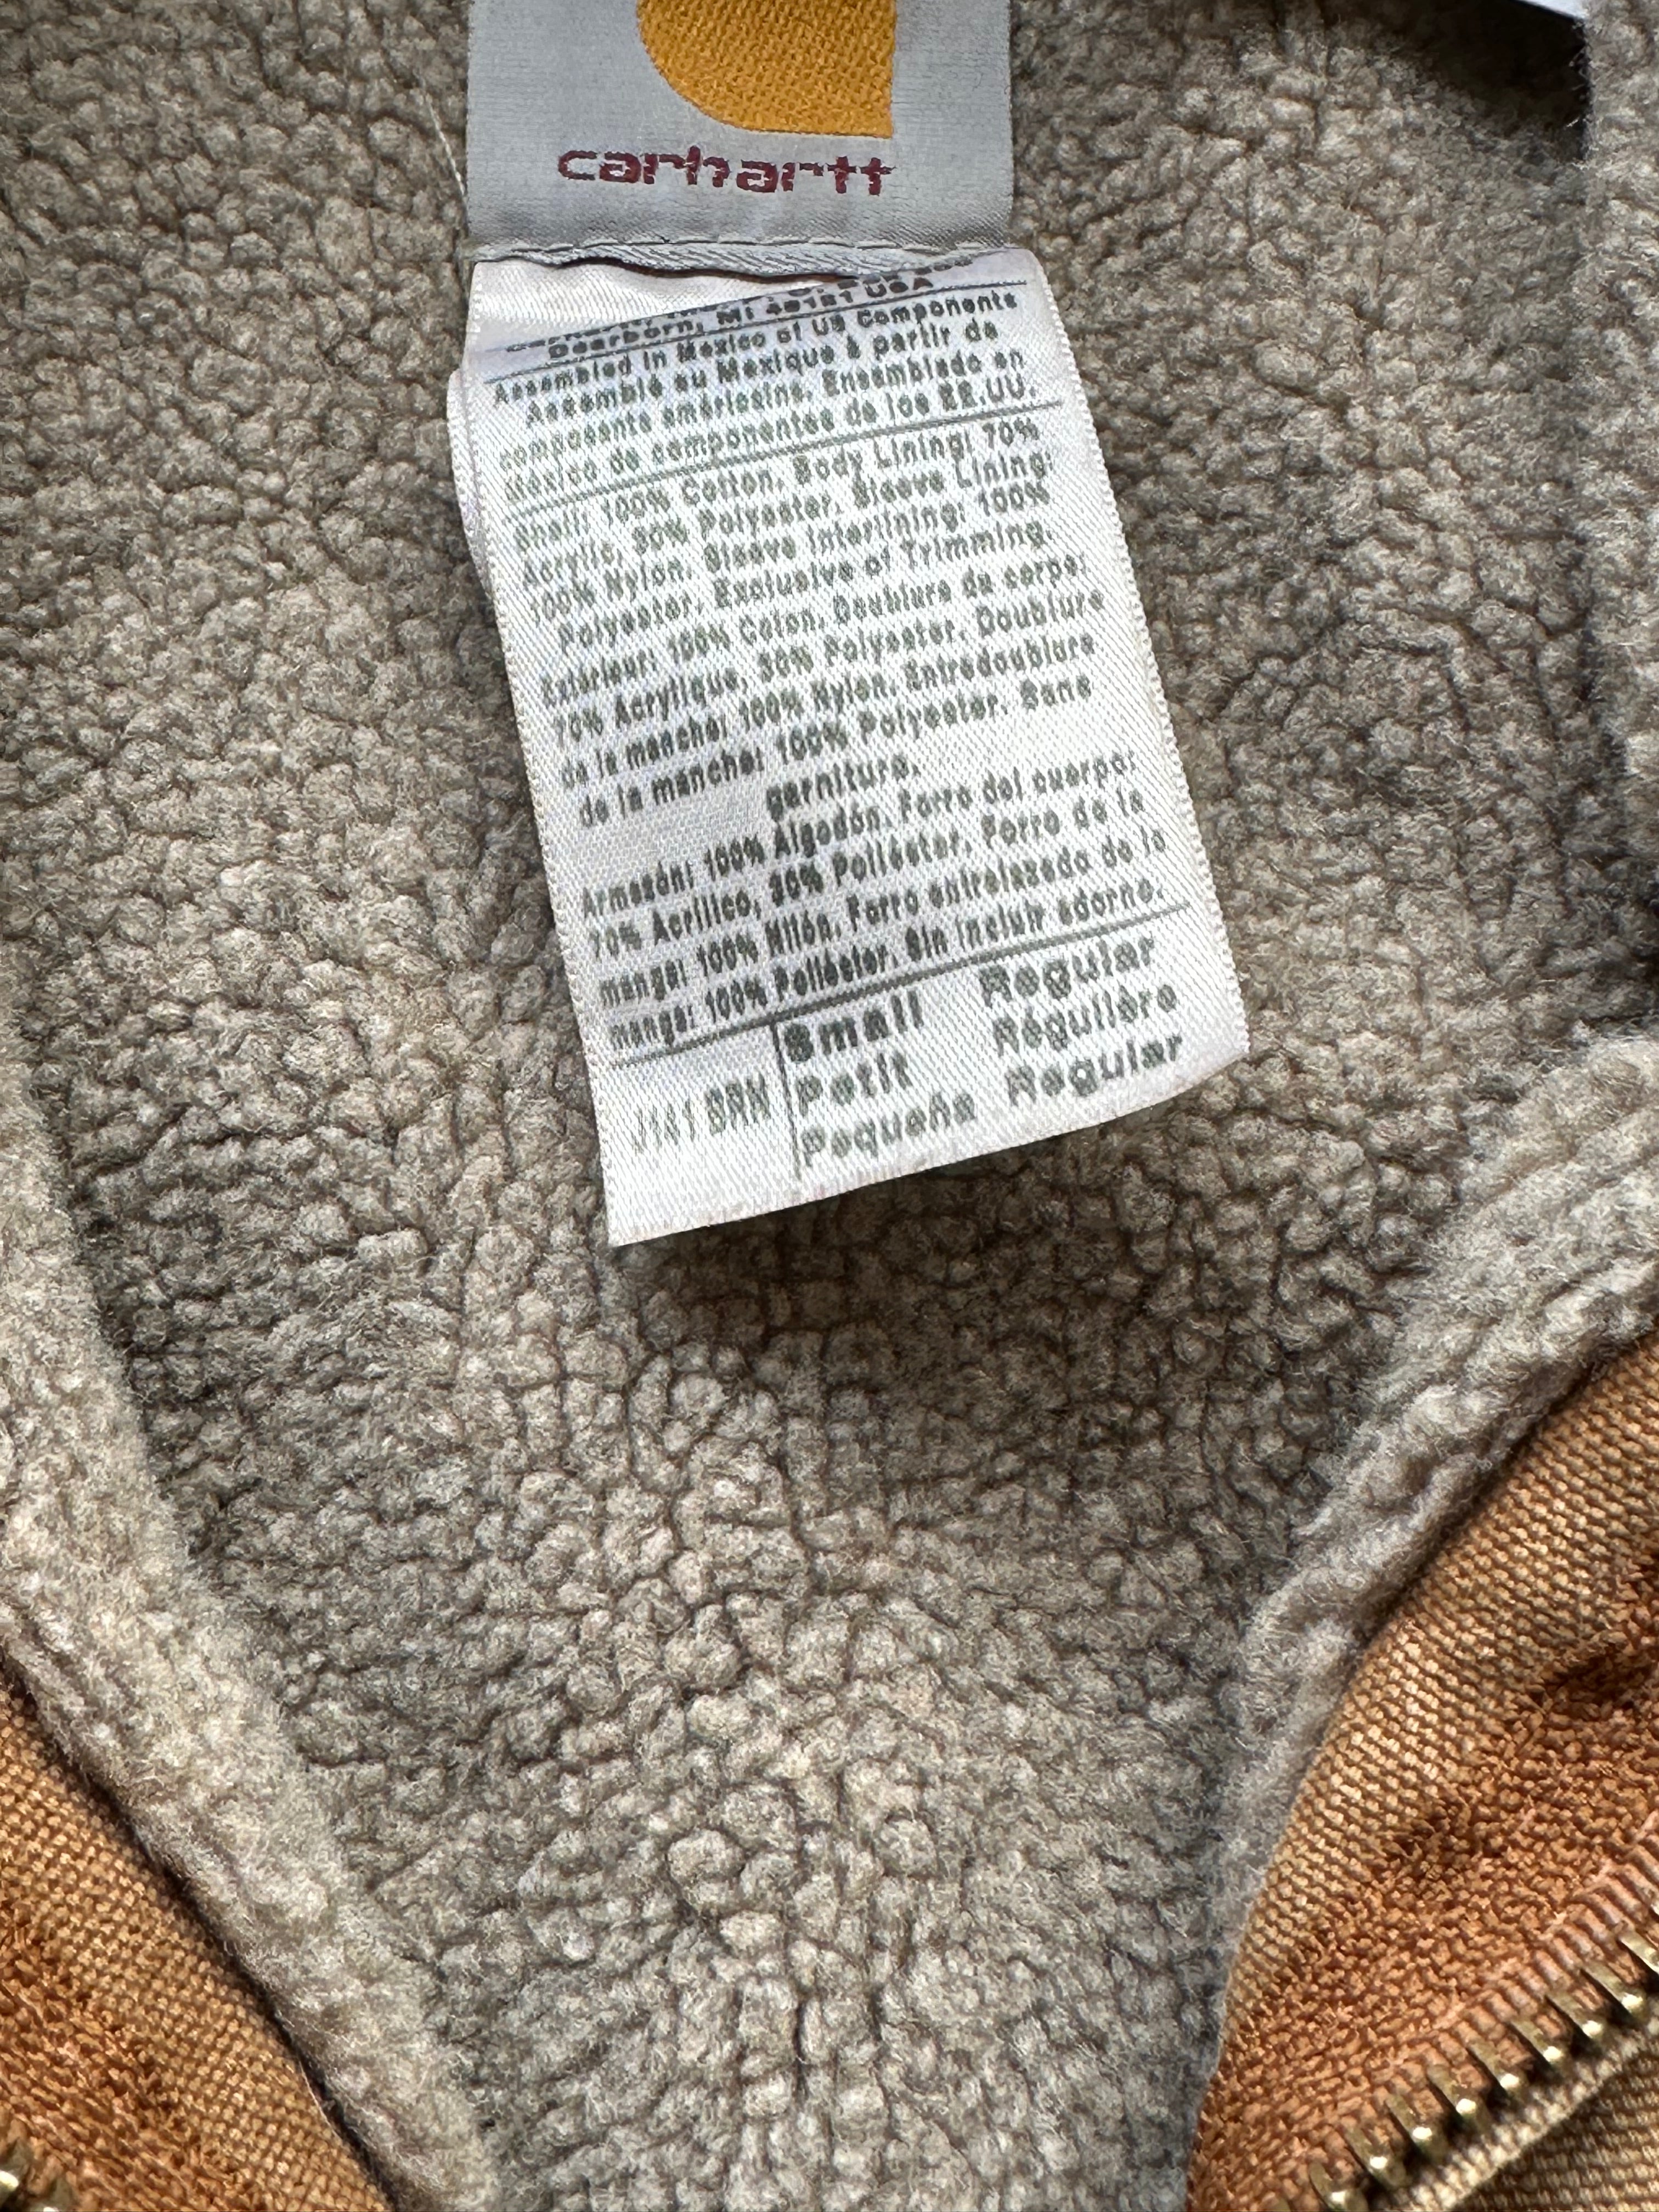 carhartt
Dearborn, MI 48121 USA
Assembled in Mexico of US Components
Assemblé au Mexique à partir de
composants américains. Ensamblado en
México de componentes de los EE.UU.
Shell: 100% Cotton. Body Lining: 70%
Acrylic, 30% Polyester. Sleeve Lining:
100% Nylon. Sleeve Interlining: 100%
Polyester. Exclusive of Trimming.
Extérieur: 100% Coton. Doublure du corps:
70% Acrylique, 30% Polyester. Doublure
de la manche: 100% Nylon. Entredoublure
de la manche: 100% Polyester. Sans
garniture.
Armazón: 100% Algodón. Forro del cuerpo:
70% Acrílico, 30% Poliéster. Forro de la
manga: 100% Nilón. Forro entrelazado de la
manga: 100% Poliéster. Sin incluir adorno.
J141 BRN
Small Regular
Petit Régulière
Pequeña Regular